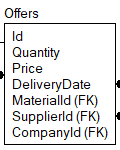 Offers
Id
Quantity
Price
DeliveryDate
MaterialId (FK)
SupplierId (FK)
CompanyId (FK)